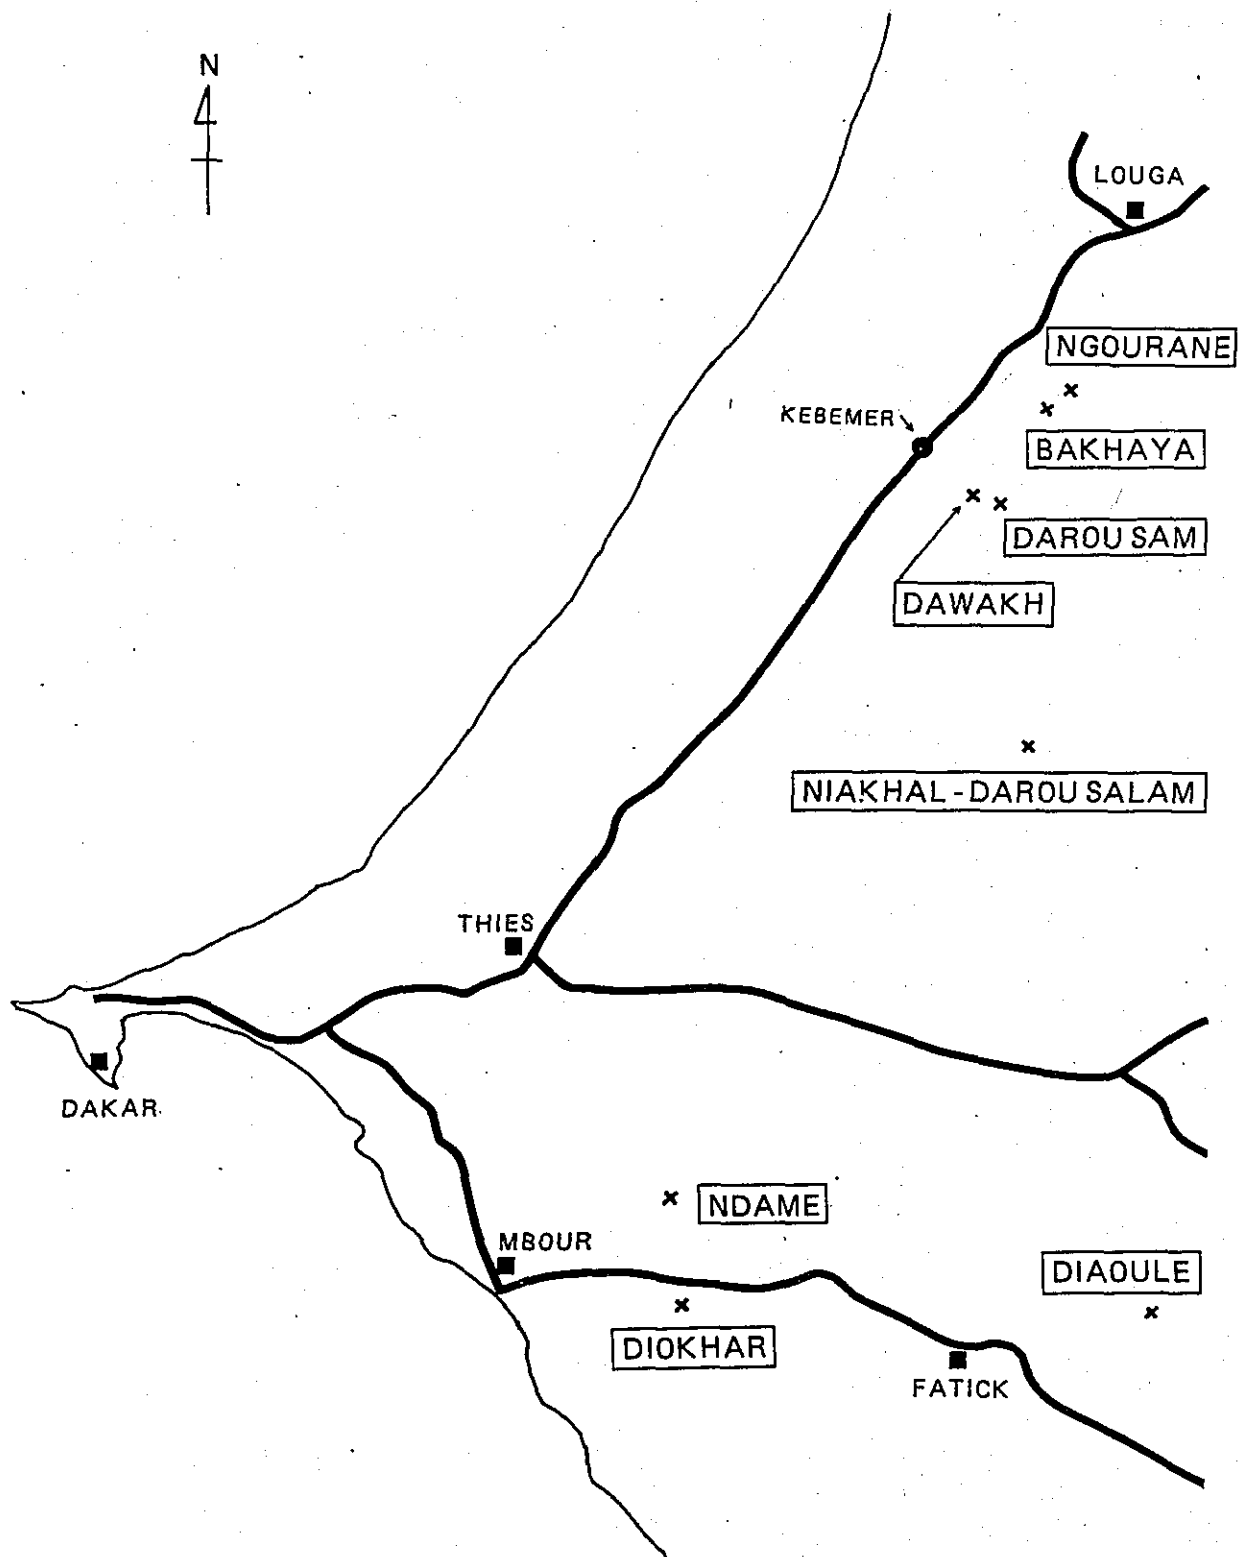 N
LOUGA
NGOURANE
KEBEMER
BAKHAYA
DAROU SAM
DAWAKH
NIAKHAL-DAROU SALAM
THIES
DAKAR
NDAME
MBOUR
DIAOULE
DIOKHAR
FATICK